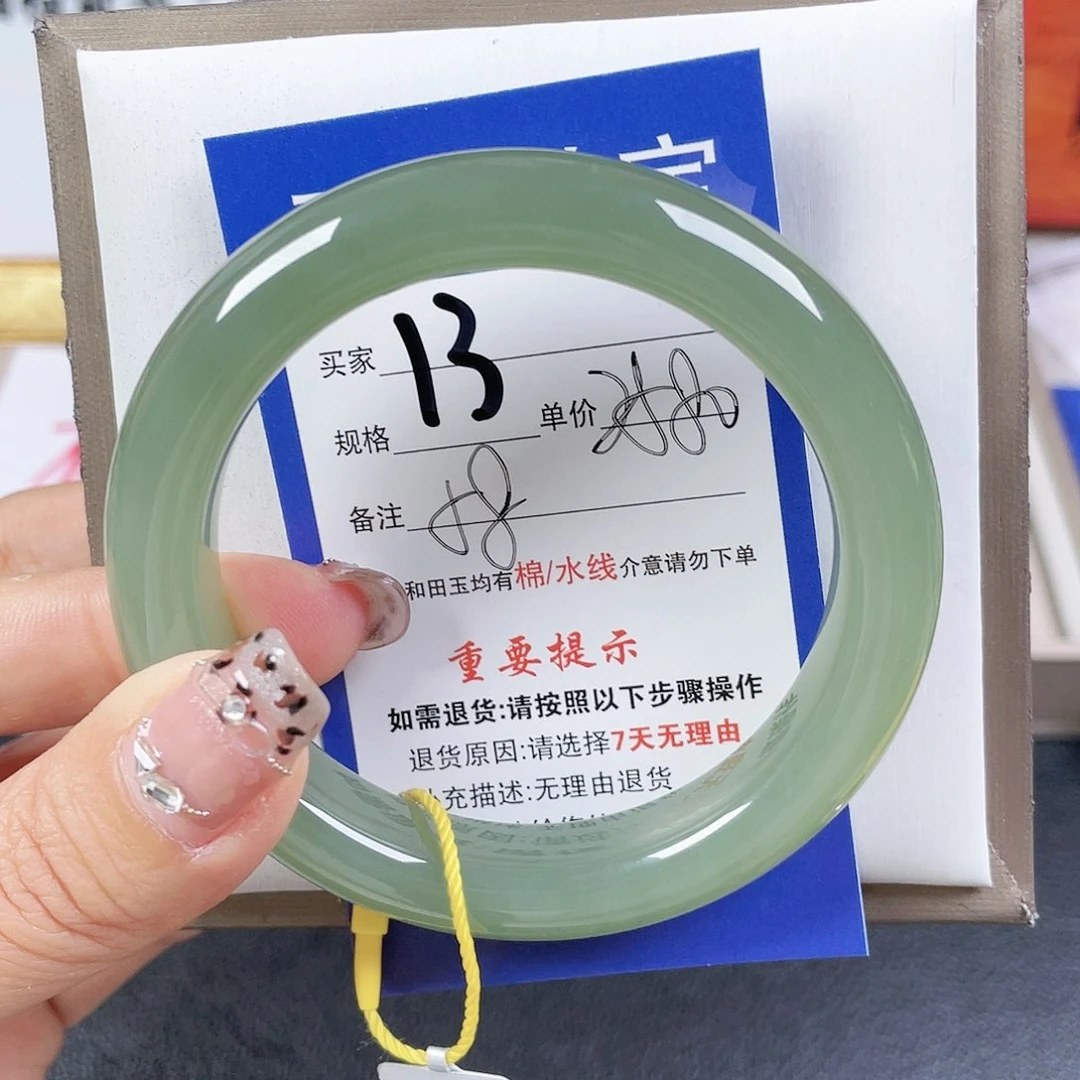 买家 13
规格 单价
备注
和田玉均有棉/水线介意请勿下单
重要提示
如需退货:请按照以下步骤操作
退货原因:请选择7天无理由
补充描述:无理由退货